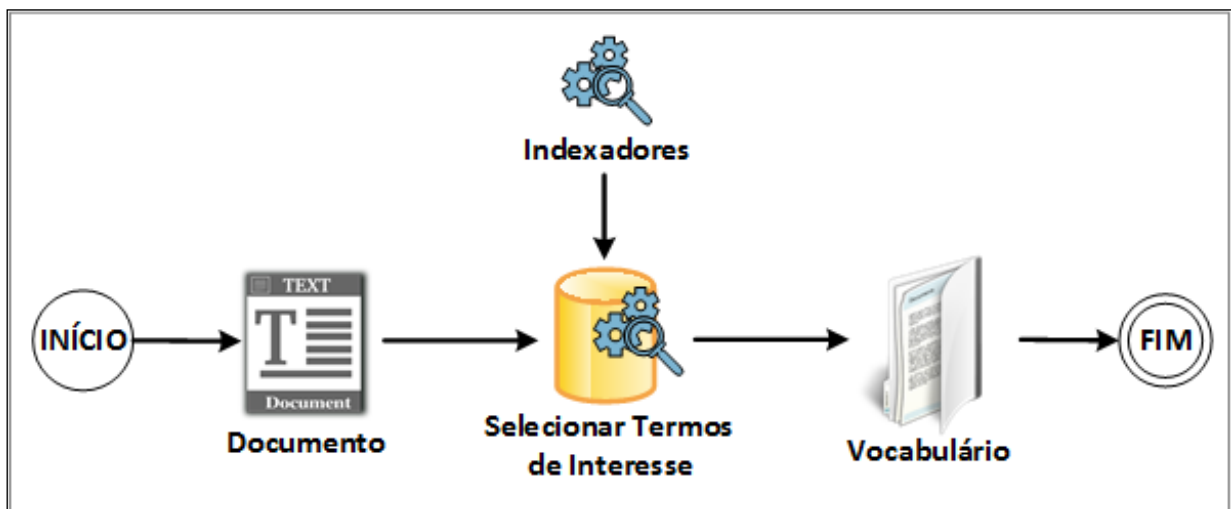 Indexadores
INÍCIO
TEXT
T
Document
Documento
Selecionar Termos
de Interesse
Vocabulário
FIM